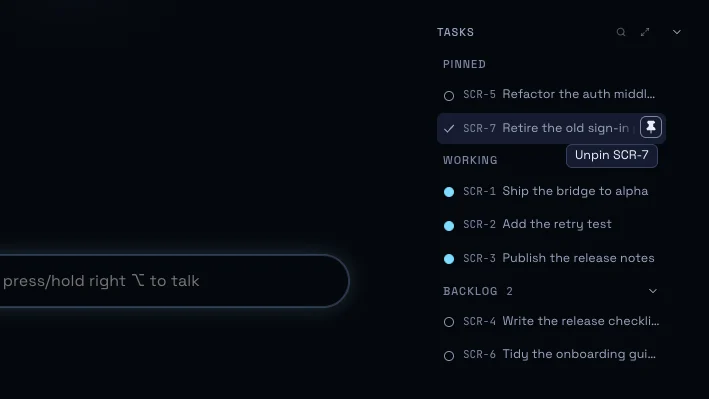 TASKS
PINNED
SCR-5 Refactor the auth middl…
SCR-7 Retire the old sign-in
Unpin SCR-7
WORKING
SCR-1 Ship the bridge to alpha
SCR-2 Add the retry test
SCR-3 Publish the release notes
press/hold right ⌥ to talk
BACKLOG 2
SCR-4 Write the release checkli…
SCR-6 Tidy the onboarding gui…